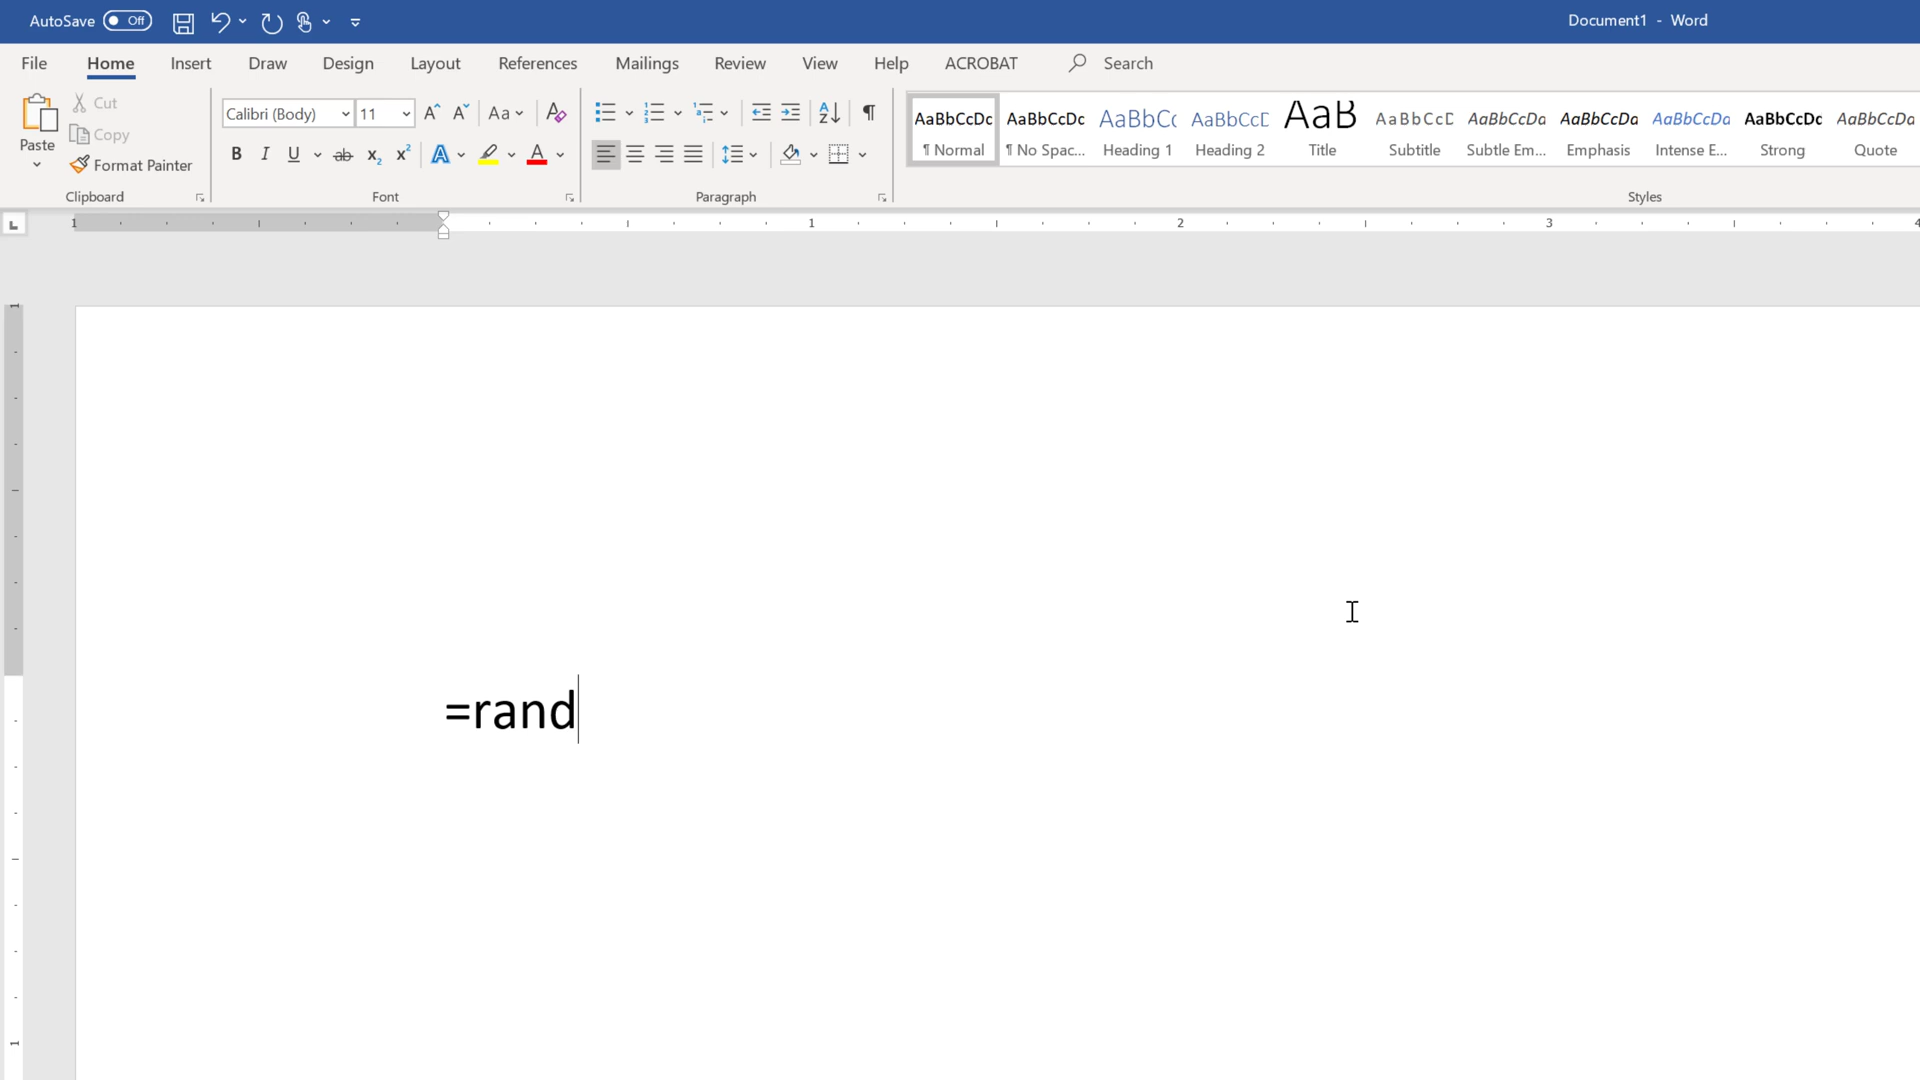 AutoSave Off Document1 - Word
File Home Insert Draw Design Layout References Mailings Review View Help ACROBAT Search
Paste
Cut
Copy
Format Painter
Clipboard
Calibri (Body) 11
Font
Paragraph
AaBbCcDc AaBbCcDc AaBbCc AaBbCcC AaB AaBbCcC AaBbCcDa AaBbCcDa AaBbCcDa AaBbCcDc AaBbCcDa
¶ Normal ¶ No Spac... Heading 1 Heading 2 Title Subtitle Subtle Em... Emphasis Intense E... Strong Quote
Styles
1 1 2 3 4
=rand
1
1